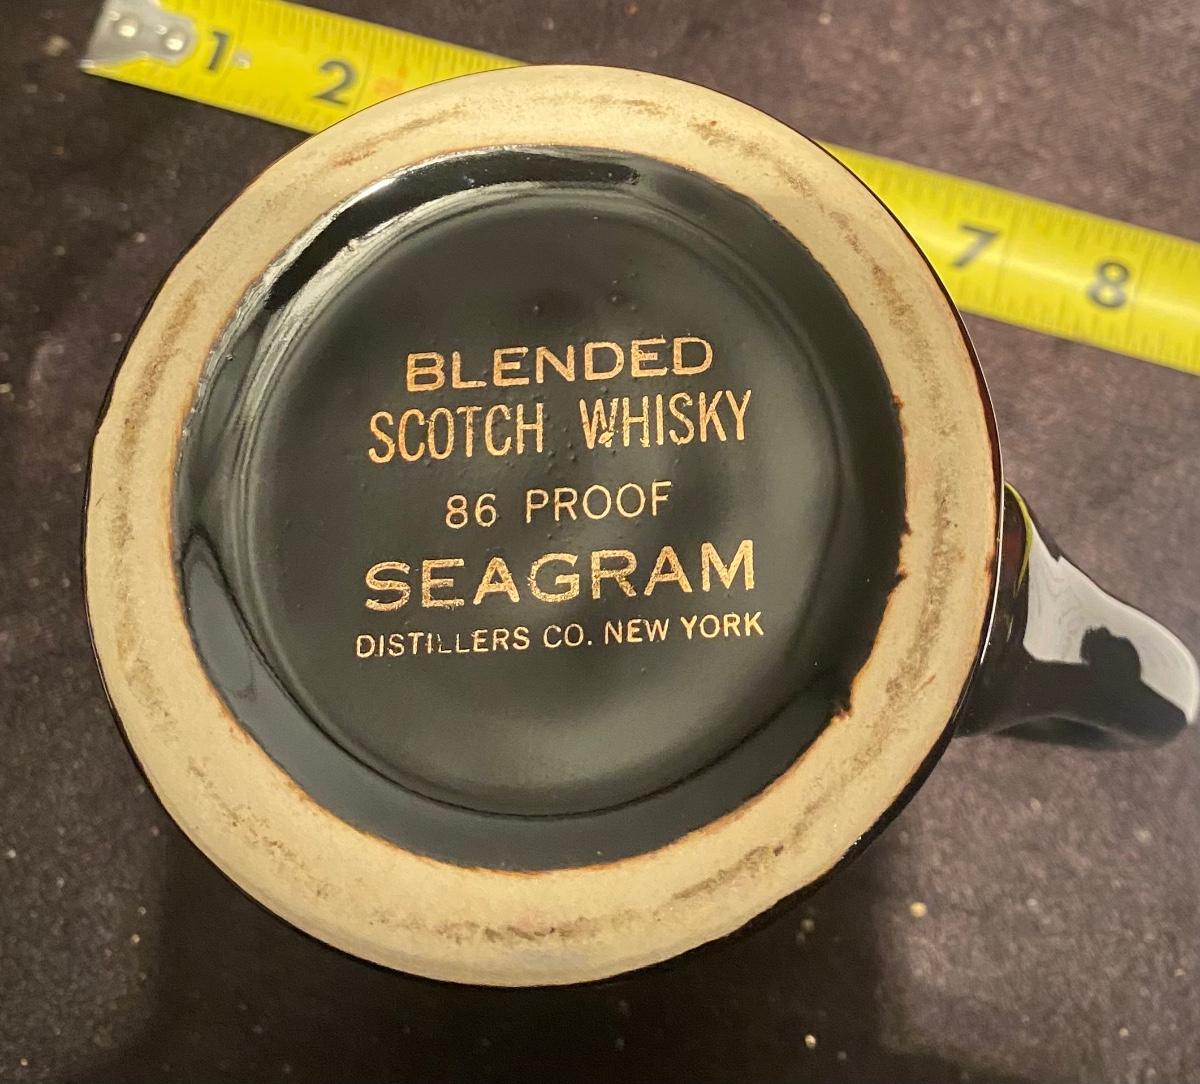 1 2 7 8
BLENDED
SCOTCH WHISKY
86 PROOF
SEAGRAM
DISTILLERS CO. NEW YORK